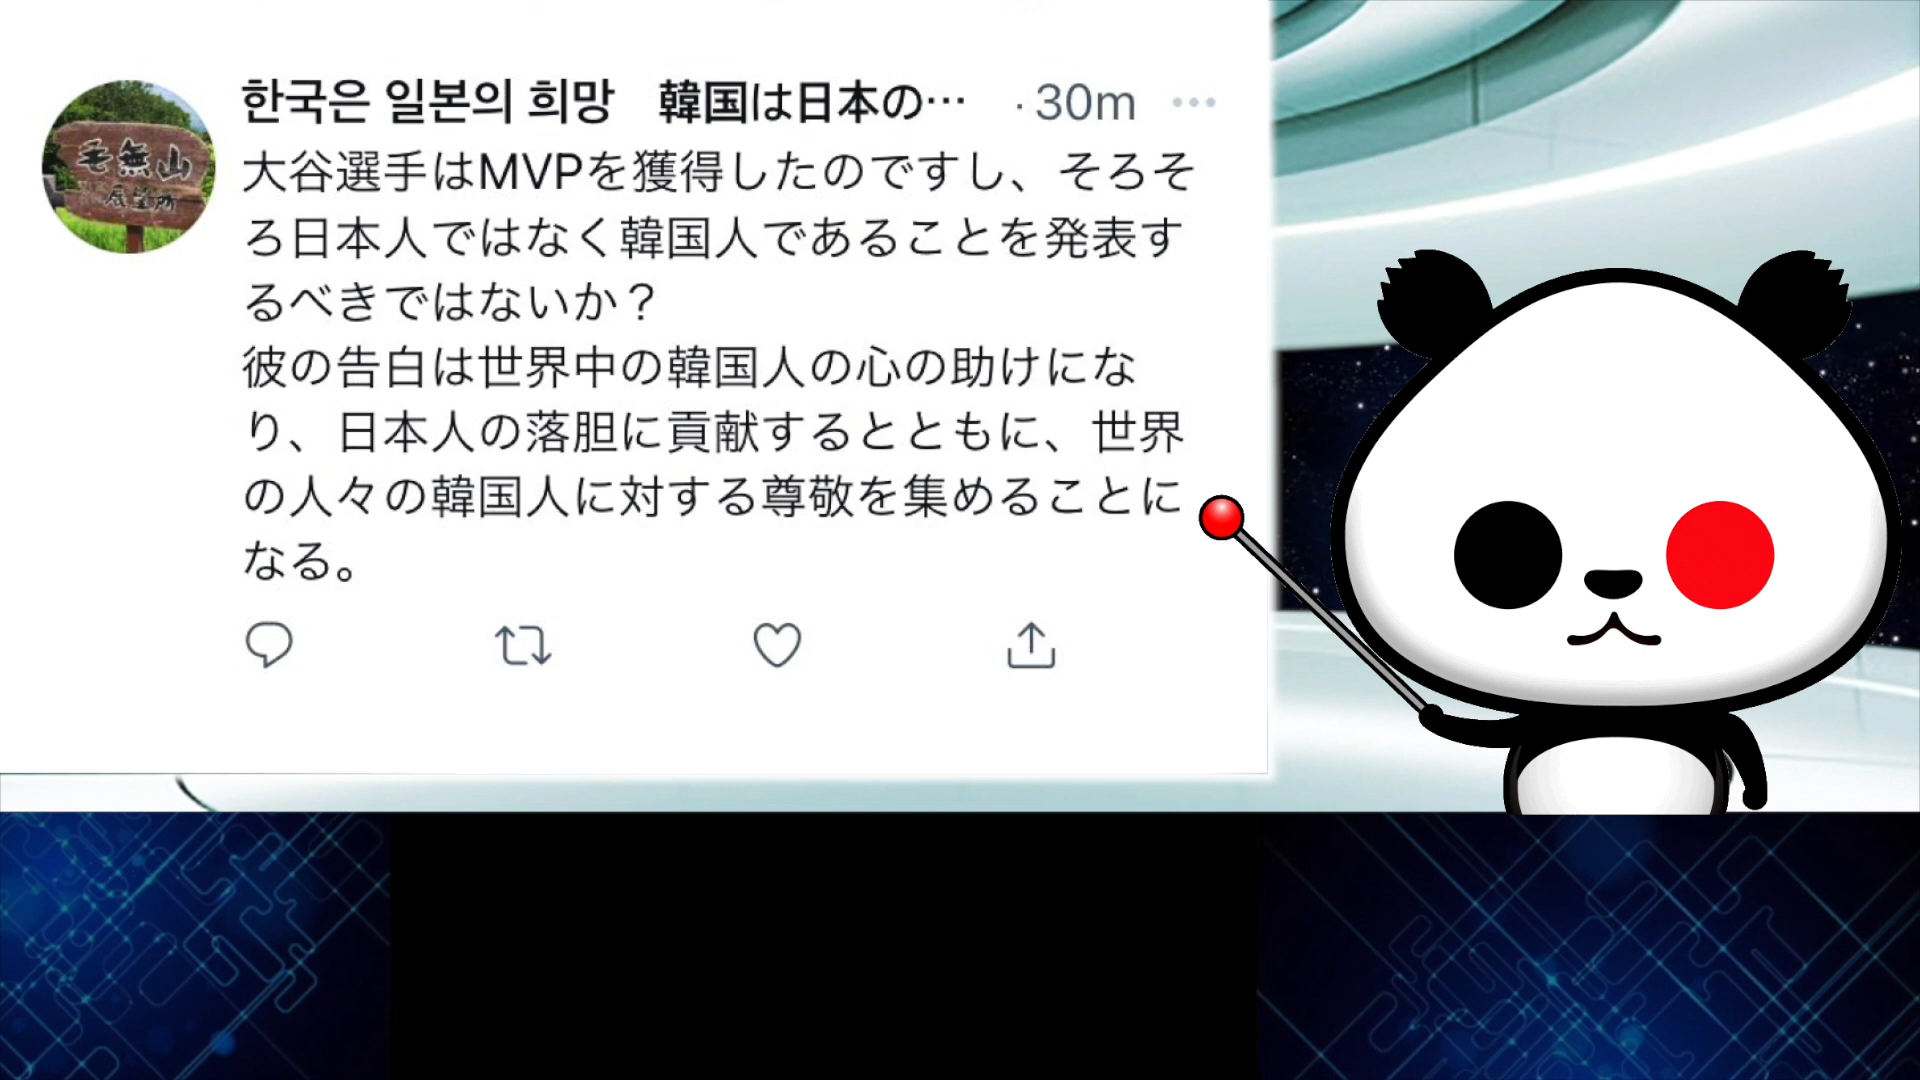 한국은 일본의 희망　韓国は日本の… · 30m
大谷選手はMVPを獲得したのですし、そろそ
ろ日本人ではなく韓国人であることを発表す
るべきではないか？
彼の告白は世界中の韓国人の心の助けにな
り、日本人の落胆に貢献するとともに、世界
の人々の韓国人に対する尊敬を集めることに
なる。
毛無山
展望所